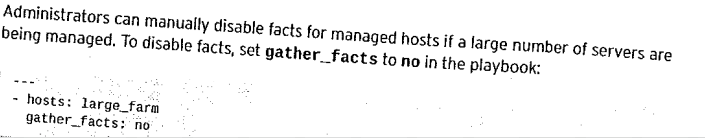 Administrators can manually disable facts for managed hosts if a large number of servers are
being managed. To disable facts, set gather_facts to no in the playbook:
---
- hosts: large_farm
  gather_facts: no